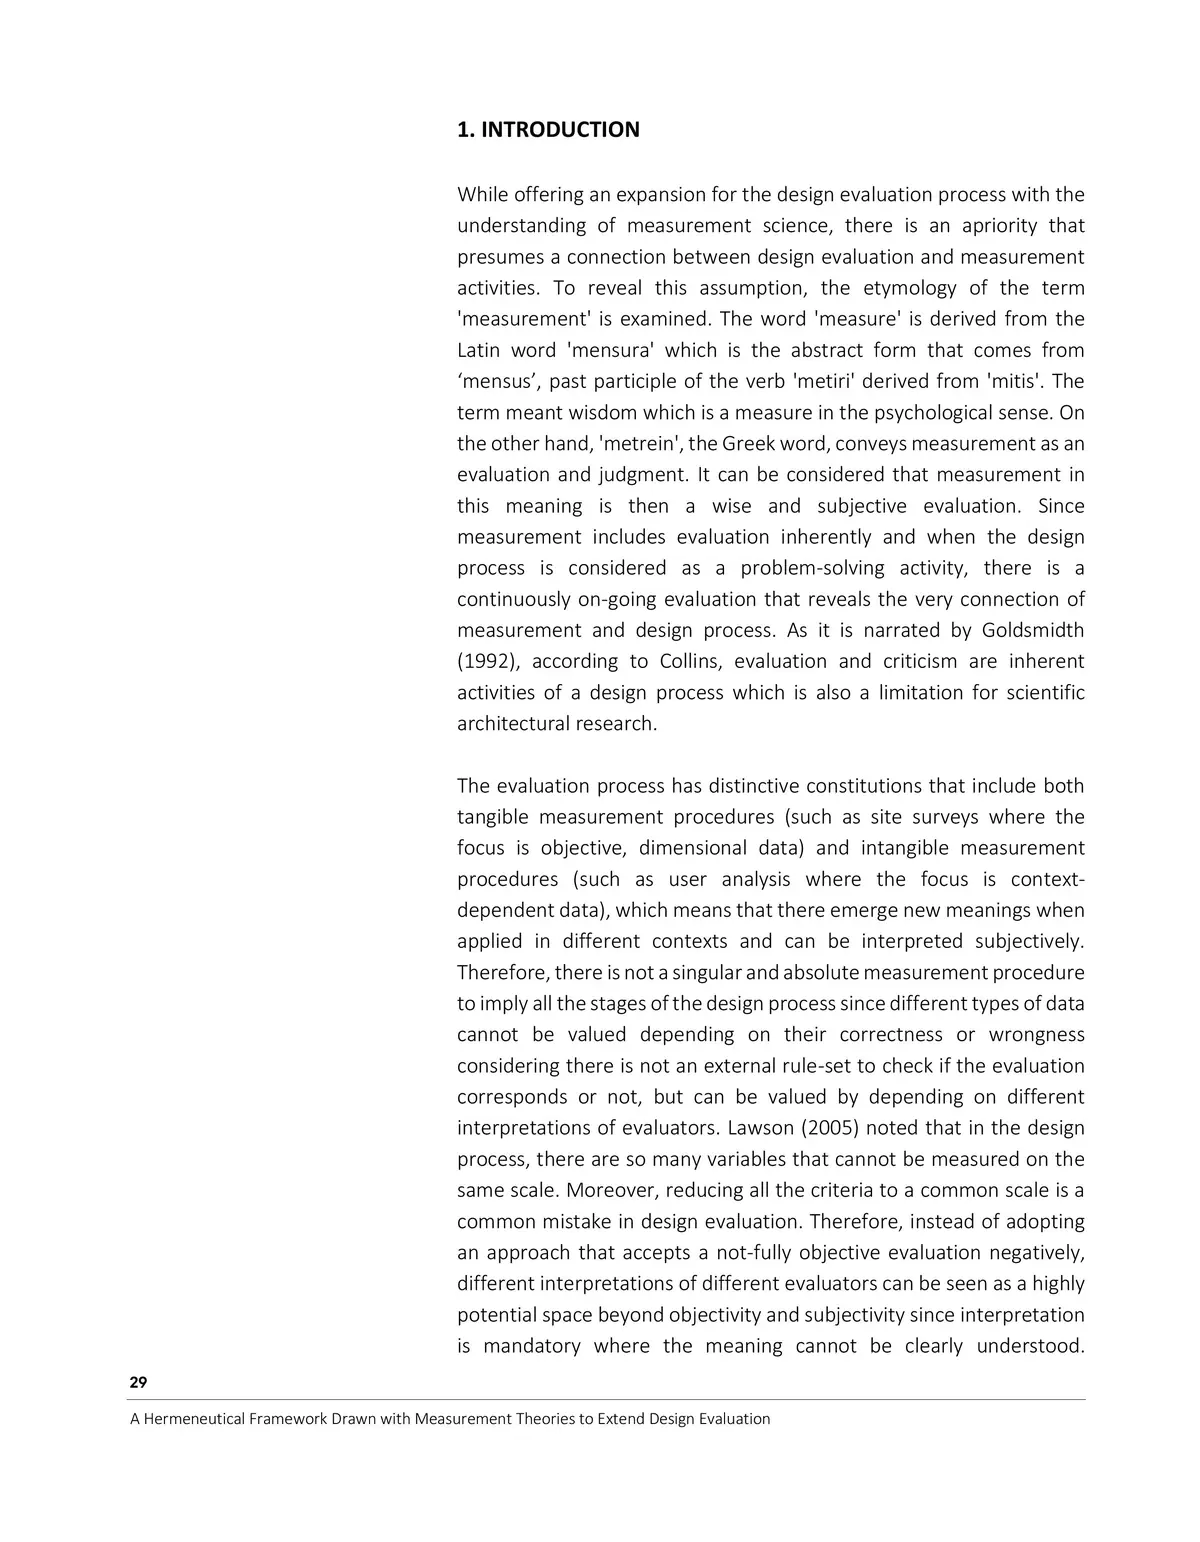 1. INTRODUCTION
While offering an expansion for the design evaluation process with the
understanding of measurement science, there is an apriority that
presumes a connection between design evaluation and measurement
activities. To reveal this assumption, the etymology of the term
'measurement' is examined. The word 'measure' is derived from the
Latin word 'mensura' which is the abstract form that comes from
‘mensus’, past participle of the verb 'metiri' derived from 'mitis'. The
term meant wisdom which is a measure in the psychological sense. On
the other hand, 'metrein', the Greek word, conveys measurement as an
evaluation and judgment. It can be considered that measurement in
this meaning is then a wise and subjective evaluation. Since
measurement includes evaluation inherently and when the design
process is considered as a problem-solving activity, there is a
continuously on-going evaluation that reveals the very connection of
measurement and design process. As it is narrated by Goldsmidth
(1992), according to Collins, evaluation and criticism are inherent
activities of a design process which is also a limitation for scientific
architectural research.
The evaluation process has distinctive constitutions that include both
tangible measurement procedures (such as site surveys where the
focus is objective, dimensional data) and intangible measurement
procedures (such as user analysis where the focus is context-
dependent data), which means that there emerge new meanings when
applied in different contexts and can be interpreted subjectively.
Therefore, there is not a singular and absolute measurement procedure
to imply all the stages of the design process since different types of data
cannot be valued depending on their correctness or wrongness
considering there is not an external rule-set to check if the evaluation
corresponds or not, but can be valued by depending on different
interpretations of evaluators. Lawson (2005) noted that in the design
process, there are so many variables that cannot be measured on the
same scale. Moreover, reducing all the criteria to a common scale is a
common mistake in design evaluation. Therefore, instead of adopting
an approach that accepts a not-fully objective evaluation negatively,
different interpretations of different evaluators can be seen as a highly
potential space beyond objectivity and subjectivity since interpretation
is mandatory where the meaning cannot be clearly understood.
29
A Hermeneutical Framework Drawn with Measurement Theories to Extend Design Evaluation